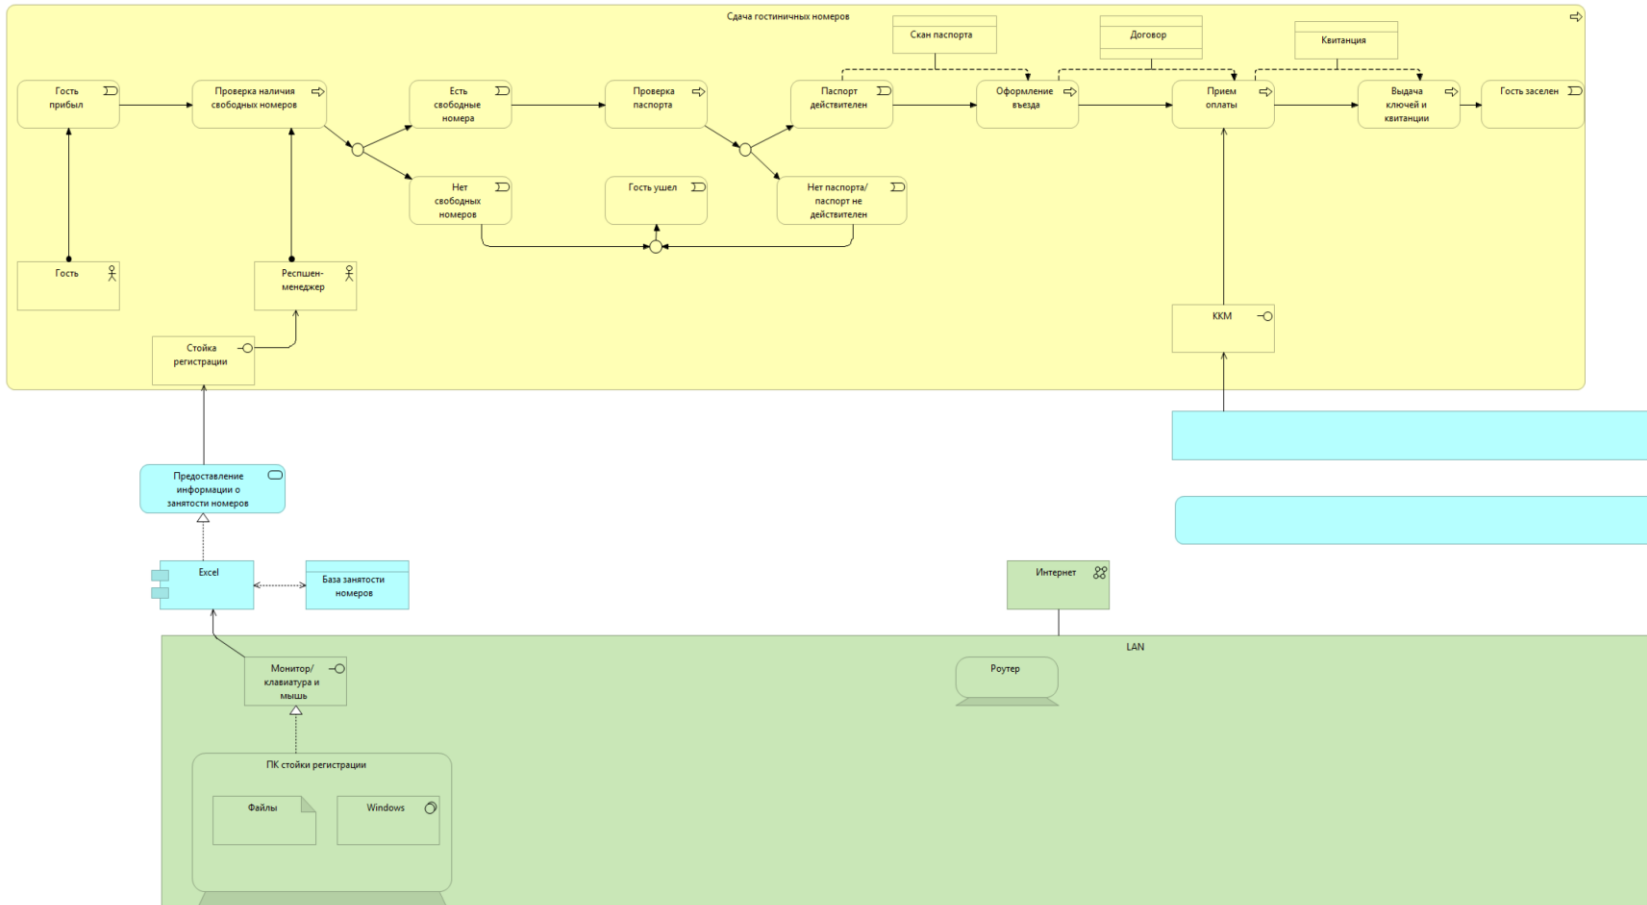 Сдача гостиничных номеров
Скан паспорта
Договор
Квитанция
Гость
прибыл
Проверка наличия
свободных номеров
Есть
свободные
номера
Проверка
паспорта
Паспорт
действителен
Оформление
въезда
Прием
оплаты
Выдача
ключей и
квитанции
Гость заселен
Нет
свободных
номеров
Гость ушел
Нет паспорта/
паспорт не
действителен
Гость
Респшен-
менеджер
ККМ
Стойка
регистрации
Предоставление
информации о
занятости номеров
Excel
База занятости
номеров
Интернет
LAN
Монитор/
клавиатура и
мышь
Роутер
ПК стойки регистрации
Файлы
Windows